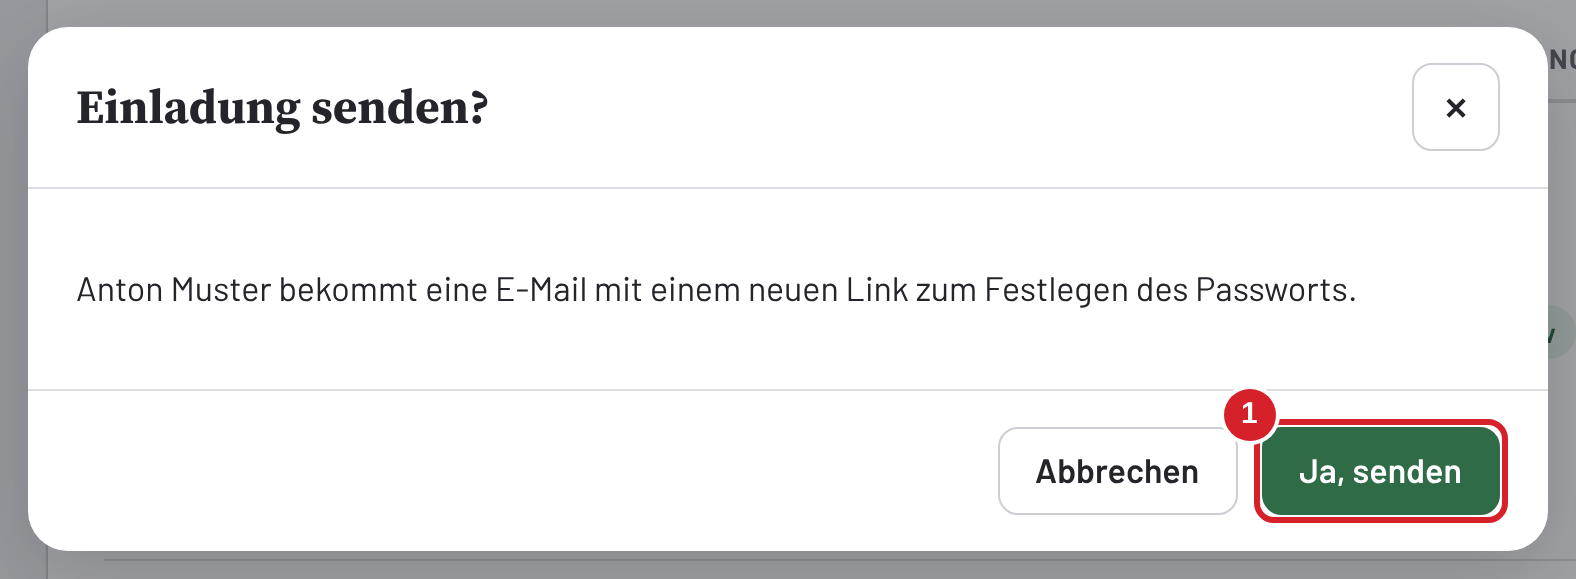 Einladung senden?
×
Anton Muster bekommt eine E-Mail mit einem neuen Link zum Festlegen des Passworts.
1
Abbrechen
Ja, senden